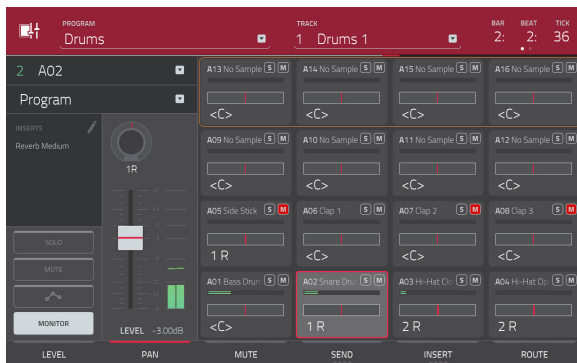 PROGRAM
Drums
TRACK
1 Drums 1
BAR BEAT TICK
2: 2: 36
2 A02
Program
INSERTS
Reverb Medium
1R
SOLO
MUTE
MONITOR
LEVEL -3.00dB
A13 No Sample S M
<C>
A14 No Sample S M
<C>
A15 No Sample S M
<C>
A16 No Sample S M
<C>
A09 No Sample S M
<C>
A10 No Sample S M
<C>
A11 No Sample S M
<C>
A12 No Sample S M
<C>
A05 Side Stick S M
1 R
A06 Clap 1 S M
<C>
A07 Clap 2 S M
<C>
A08 Clap 3 S M
<C>
A01 Bass Drum S M
<C>
A02 Snare Dru S M
1 R
A03 Hi-Hat Clo S M
2 R
A04 Hi-Hat Op S M
2 R
LEVEL PAN MUTE SEND INSERT ROUTE